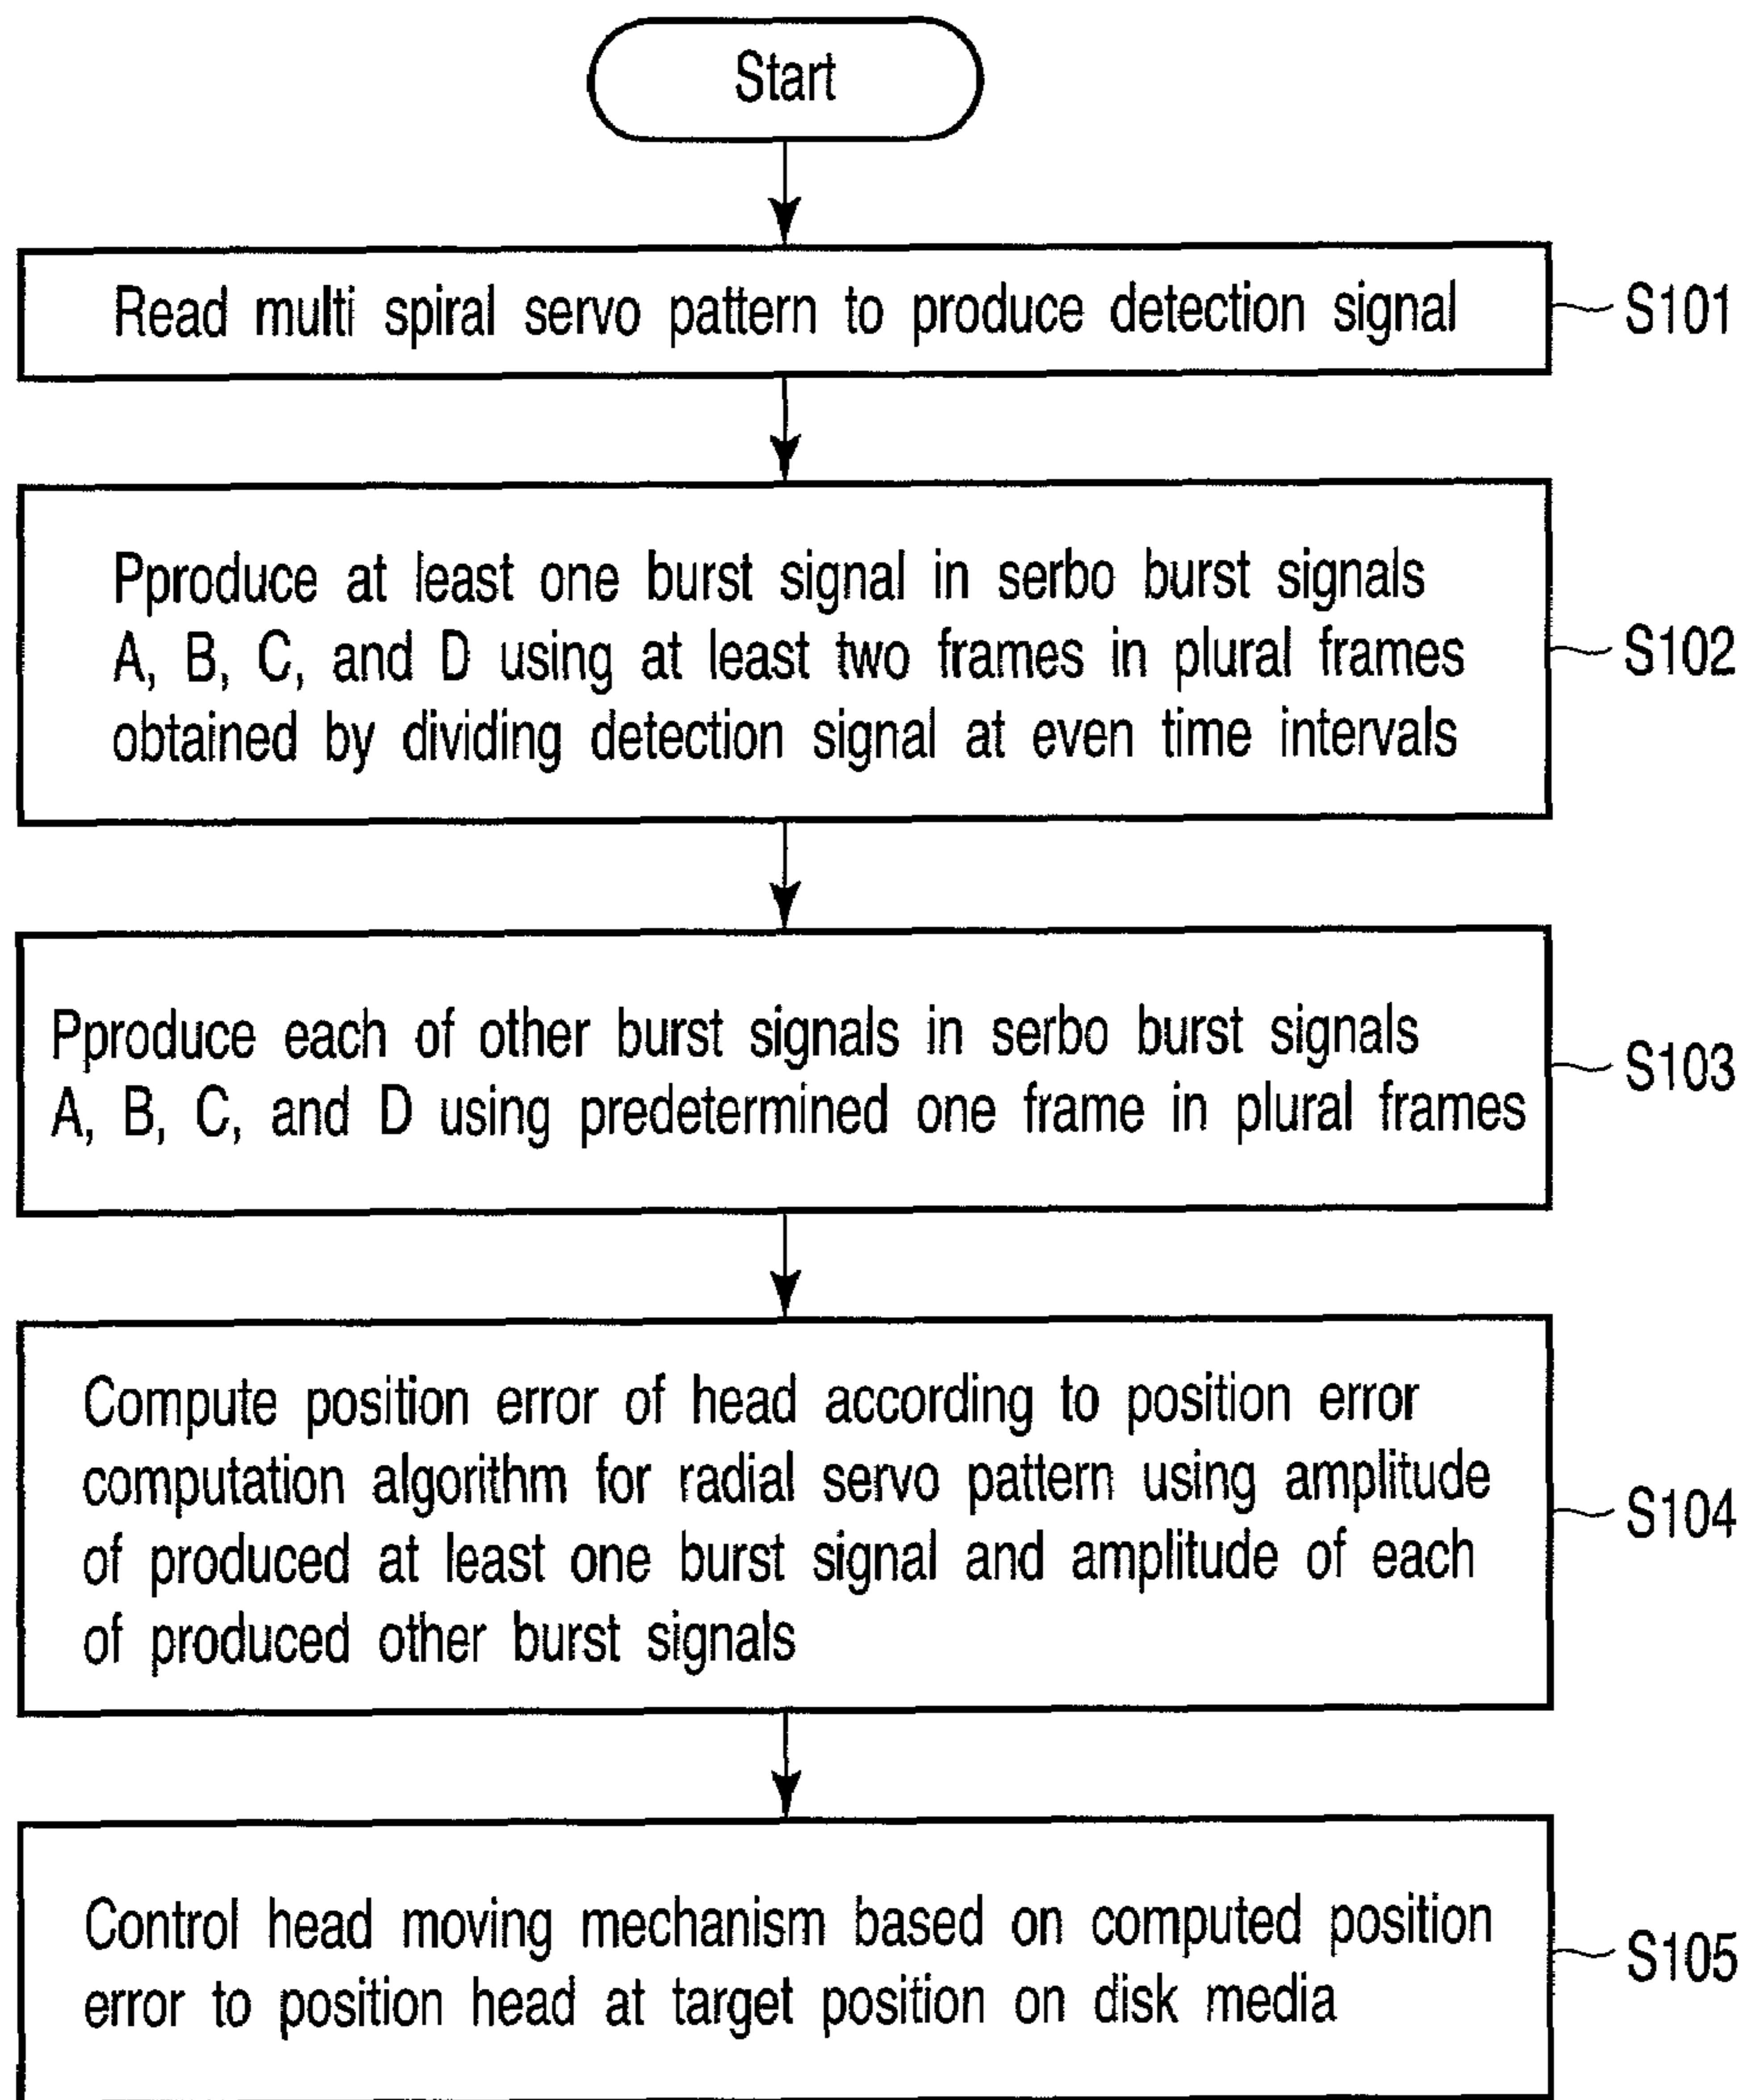 Start
Read multi spiral servo pattern to produce detection signal
S101
Pproduce at least one burst signal in serbo burst signals
A, B, C, and D using at least two frames in plural frames
obtained by dividing detection signal at even time intervals
S102
Pproduce each of other burst signals in serbo burst signals
A, B, C, and D using predetermined one frame in plural frames
S103
Compute position error of head according to position error
computation algorithm for radial servo pattern using amplitude
of produced at least one burst signal and amplitude of each
of produced other burst signals
S104
Control head moving mechanism based on computed position
error to position head at target position on disk media
S105